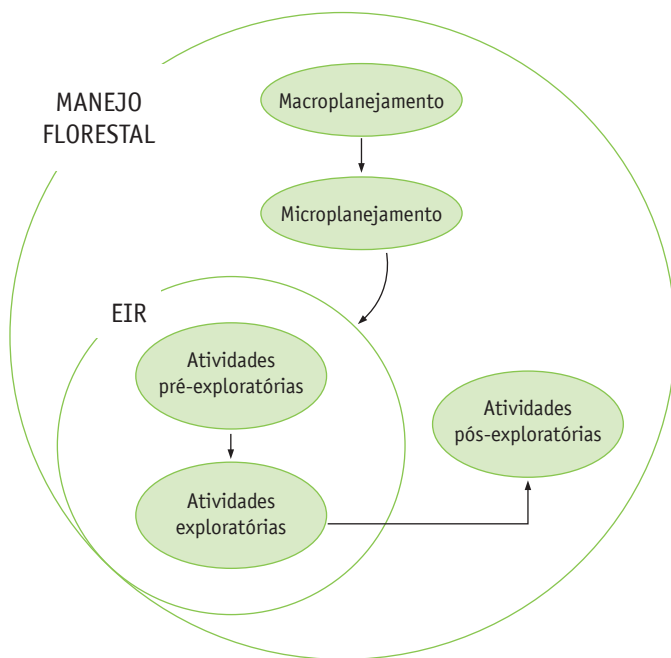 MANEJO
FLORESTAL
Macroplanejamento
Microplanejamento
EIR
Atividades
pré-exploratórias
Atividades
exploratórias
Atividades
pós-exploratórias